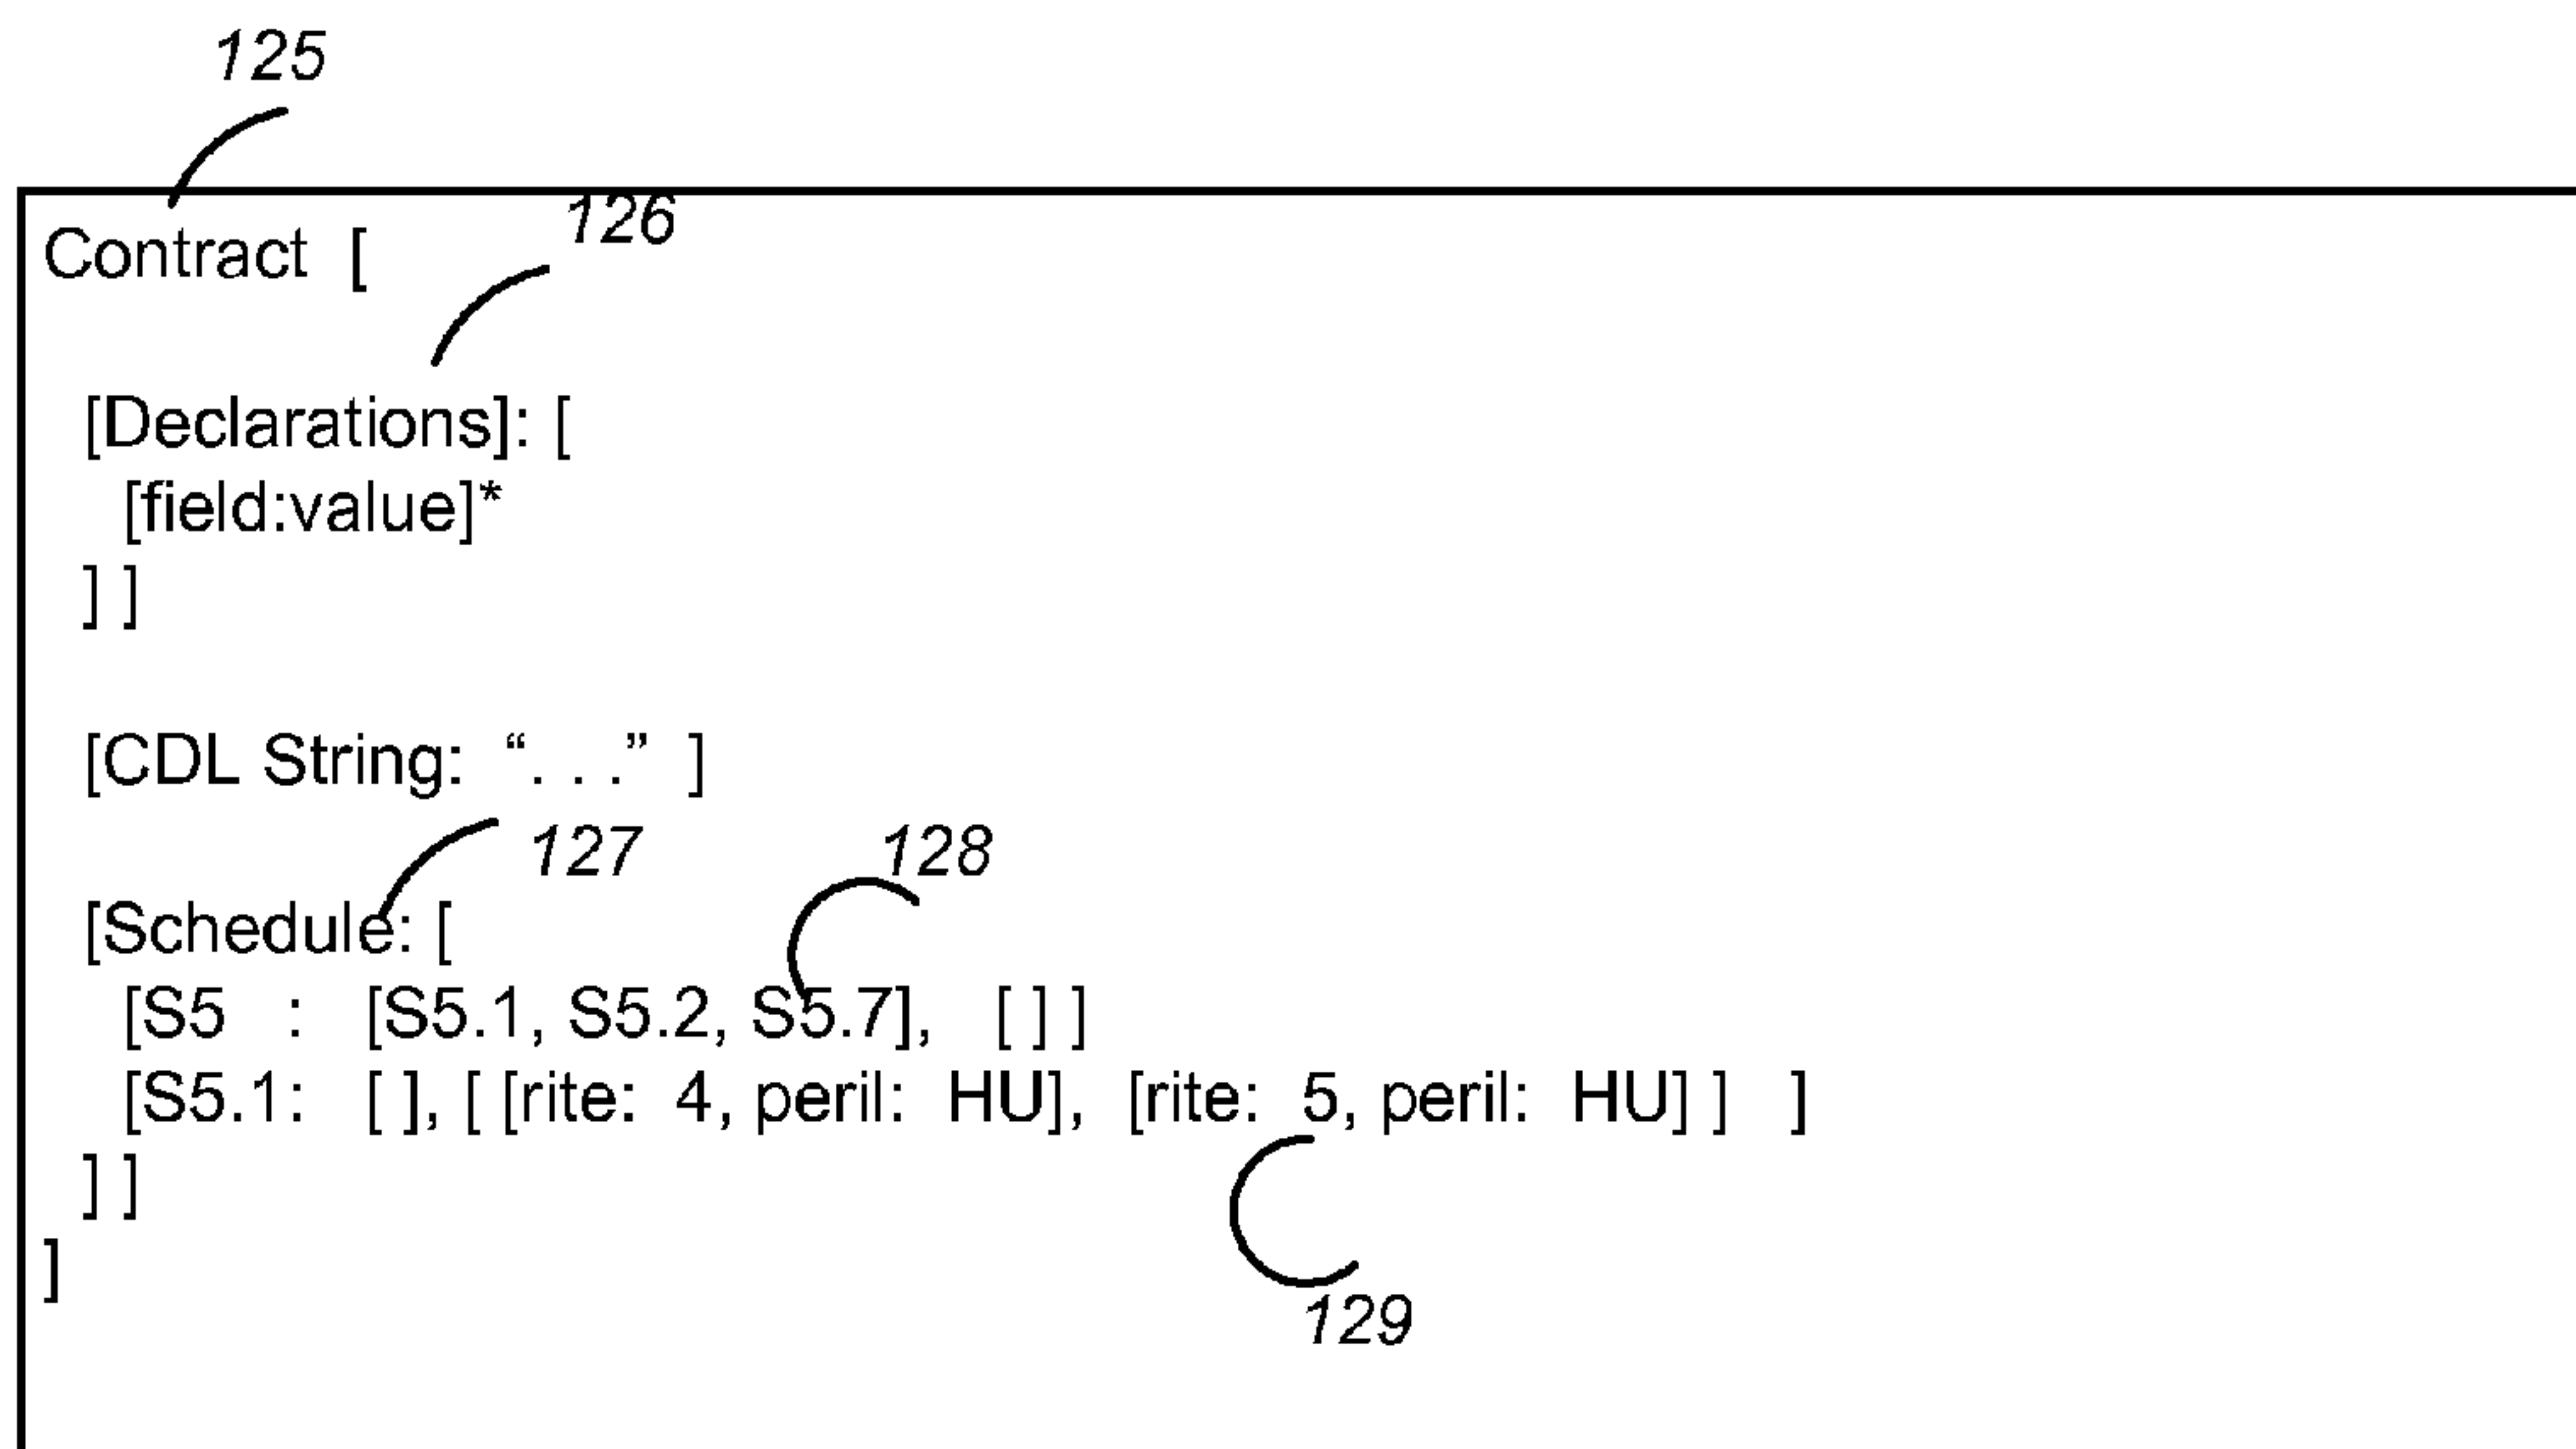 125
126
Contract [
[Declarations]: [
[field:value]*
] ]
[CDL String: “. . .” ]
127 128
[Schedule: [
[S5 : [S5.1, S5.2, S5.7], [ ] ]
[S5.1: [ ], [ [rite: 4, peril: HU], [rite: 5, peril: HU] ] ]
] ]
]
129